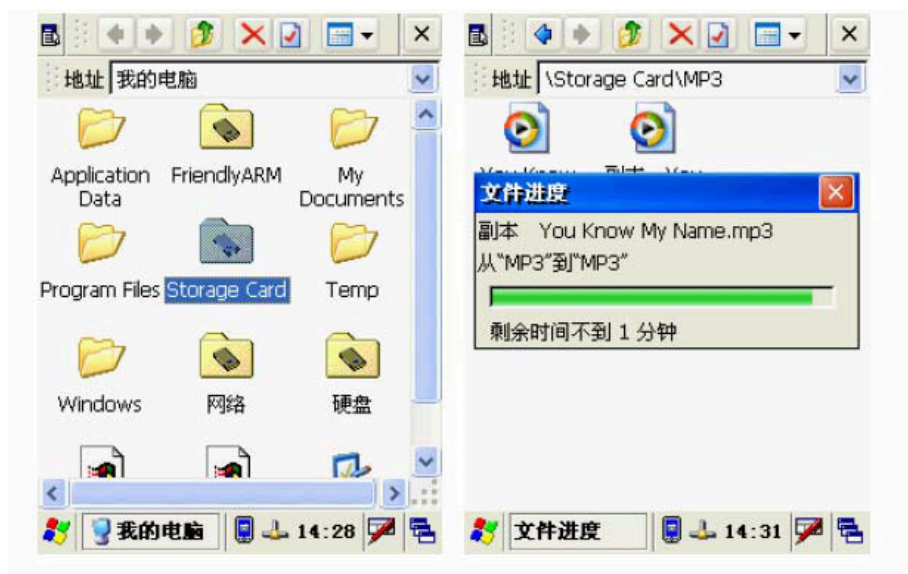 地址 我的电脑
Application Data
FriendlyARM
My Documents
Program Files
Storage Card
Temp
Windows
网络
硬盘
我的电脑
14:28
地址 \Storage Card\MP3
文件进度
副本 You Know My Name.mp3
从“MP3”到“MP3”
剩余时间不到 1 分钟
文件进度
14:31